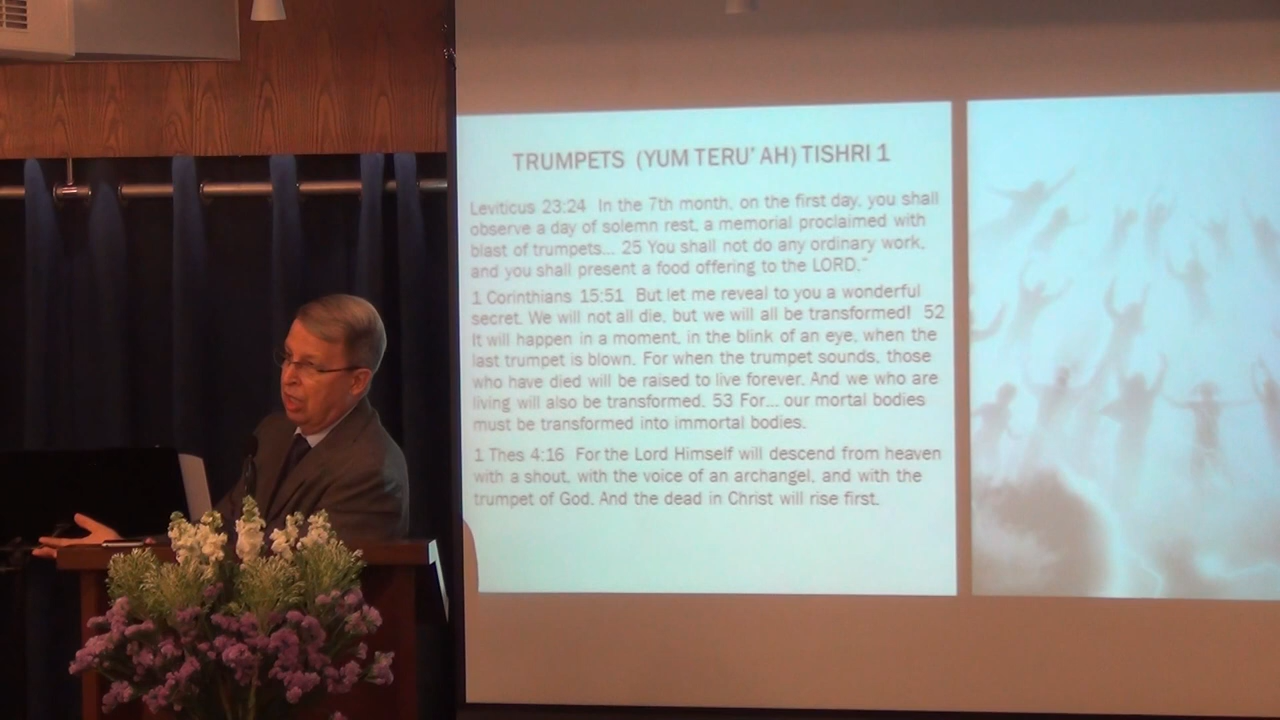 TRUMPETS (YUM TERU' AH) TISHRI 1
Leviticus 23:24 In the 7th month, on the first day, you shall
observe a day of solemn rest, a memorial proclaimed with
blast of trumpets... 25 You shall not do any ordinary work,
and you shall present a food offering to the LORD."
1 Corinthians 15:51 But let me reveal to you a wonderful
secret. We will not all die, but we will all be transformed! 52
It will happen in a moment, in the blink of an eye, when the
last trumpet is blown. For when the trumpet sounds, those
who have died will be raised to live forever. And we who are
living will also be transformed. 53 For... our mortal bodies
must be transformed into immortal bodies.
1 Thes 4:16 For the Lord Himself will descend from heaven
with a shout, with the voice of an archangel, and with the
trumpet of God. And the dead in Christ will rise first.